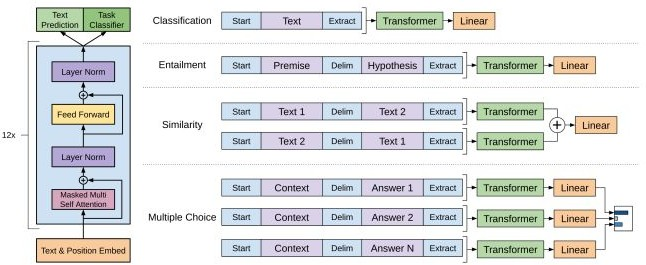 Text
Prediction
Task
Classifier
Layer Norm
Feed Forward
12x
Layer Norm
Masked Multi
Self Attention
Text & Position Embed
Classification
Start Text Extract Transformer Linear
Entailment
Start Premise Delim Hypothesis Extract Transformer Linear
Similarity
Start Text 1 Delim Text 2 Extract Transformer
Start Text 2 Delim Text 1 Extract Transformer
Linear
Multiple Choice
Start Context Delim Answer 1 Extract Transformer Linear
Start Context Delim Answer 2 Extract Transformer Linear
Start Context Delim Answer N Extract Transformer Linear